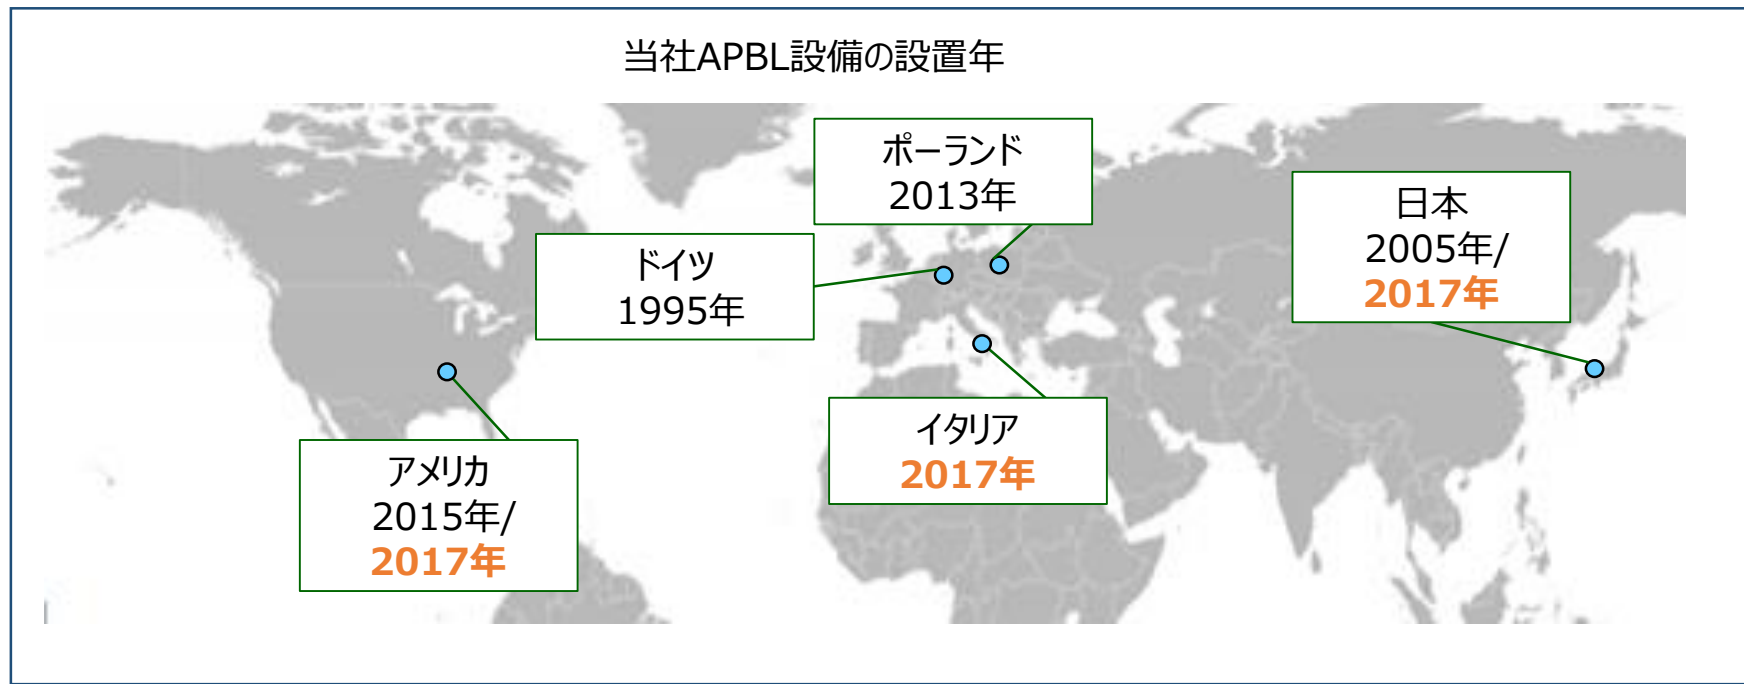 当社APBL設備の設置年
ポーランド
2013年
日本
2005年/
2017年
ドイツ
1995年
イタリア
2017年
アメリカ
2015年/
2017年